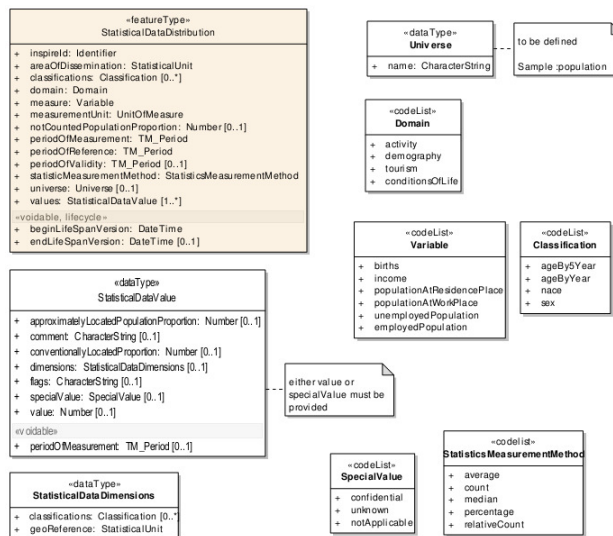 «featureType»
StatisticalDataDistribution
+ inspireId: Identifier
+ areaOfDissemination: StatisticalUnit
+ classifications: Classification [0..*]
+ domain: Domain
+ measure: Variable
+ measurementUnit: UnitOfMeasure
+ notCountedPopulationProportion: Number [0..1]
+ periodOfMeasurement: TM_Period
+ periodOfReference: TM_Period
+ periodOfValidity: TM_Period [0..1]
+ statisticMeasurementMethod: StatisticsMeasurementMethod
+ universe: Universe [0..1]
+ values: StatisticalDataValue [1..*]
«voidable, lifecycle»
+ beginLifeSpanVersion: DateTime
+ endLifeSpanVersion: DateTime [0..1]
«dataType»
Universe
+ name: CharacterString
to be defined
Sample :population
«codeList»
Domain
+ activity
+ demography
+ tourism
+ conditionsOfLife
«codeList»
Variable
+ births
+ income
+ populationAtResidencePlace
+ populationAtWorkPlace
+ unemployedPopulation
+ employedPopulation
«codeList»
Classification
+ ageBy5Year
+ ageByYear
+ nace
+ sex
«dataType»
StatisticalDataValue
+ approximatelyLocatedPopulationProportion: Number [0..1]
+ comment: CharacterString [0..1]
+ conventionallyLocatedProportion: Number [0..1]
+ dimensions: StatisticalDataDimensions [0..1]
+ flags: CharacterString [0..1]
+ specialValue: SpecialValue [0..1]
+ value: Number [0..1]
«voidable»
+ periodOfMeasurement: TM_Period [0..1]
either value or
specialValue must be
provided
«dataType»
StatisticalDataDimensions
+ classifications: Classification [0..*]
+ geoReference: StatisticalUnit
«codeList»
SpecialValue
+ confidential
+ unknown
+ notApplicable
«codelist»
StatisticsMeasurementMethod
+ average
+ count
+ median
+ percentage
+ relativeCount